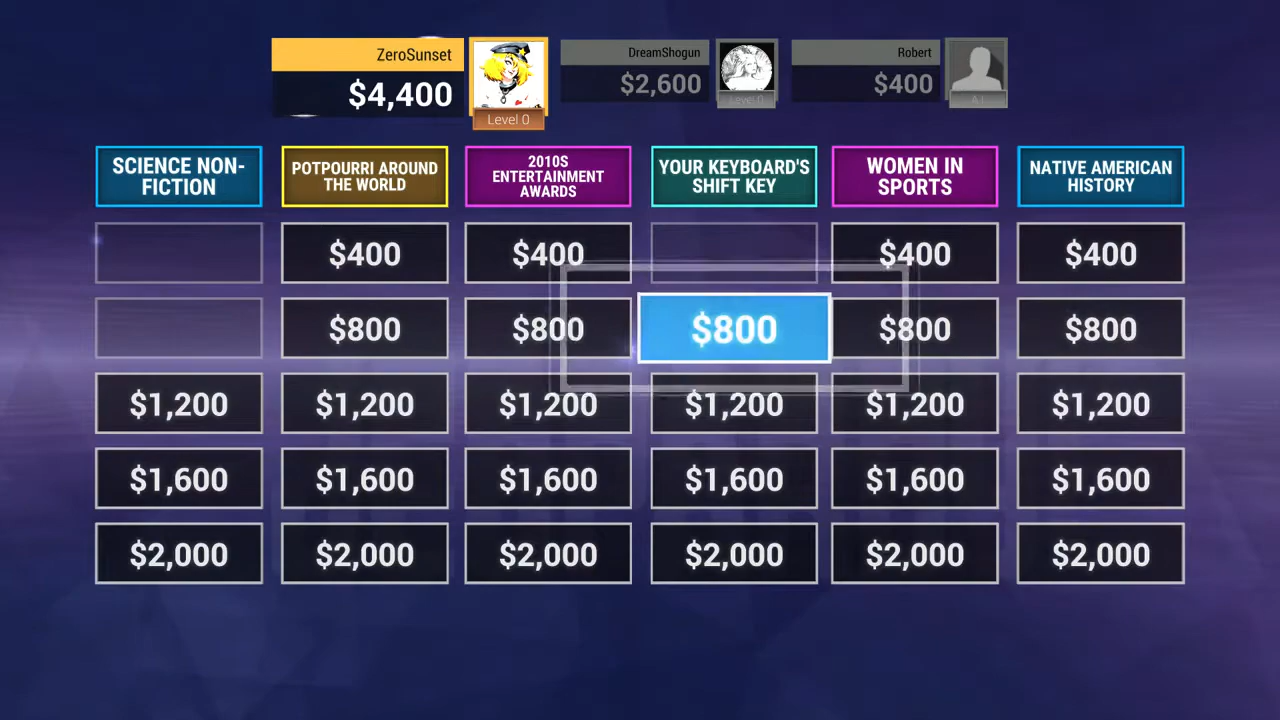 ZeroSunset
$4,400
Level 0
DreamShogun
$2,600
Level 0
Robert
$400
A.I.
SCIENCE NON-
FICTION
POTPOURRI AROUND
THE WORLD
2010S
ENTERTAINMENT
AWARDS
YOUR KEYBOARD'S
SHIFT KEY
WOMEN IN
SPORTS
NATIVE AMERICAN
HISTORY
$400 $400 $400 $400
$800 $800 $800 $800 $800
$1,200 $1,200 $1,200 $1,200 $1,200 $1,200
$1,600 $1,600 $1,600 $1,600 $1,600 $1,600
$2,000 $2,000 $2,000 $2,000 $2,000 $2,000